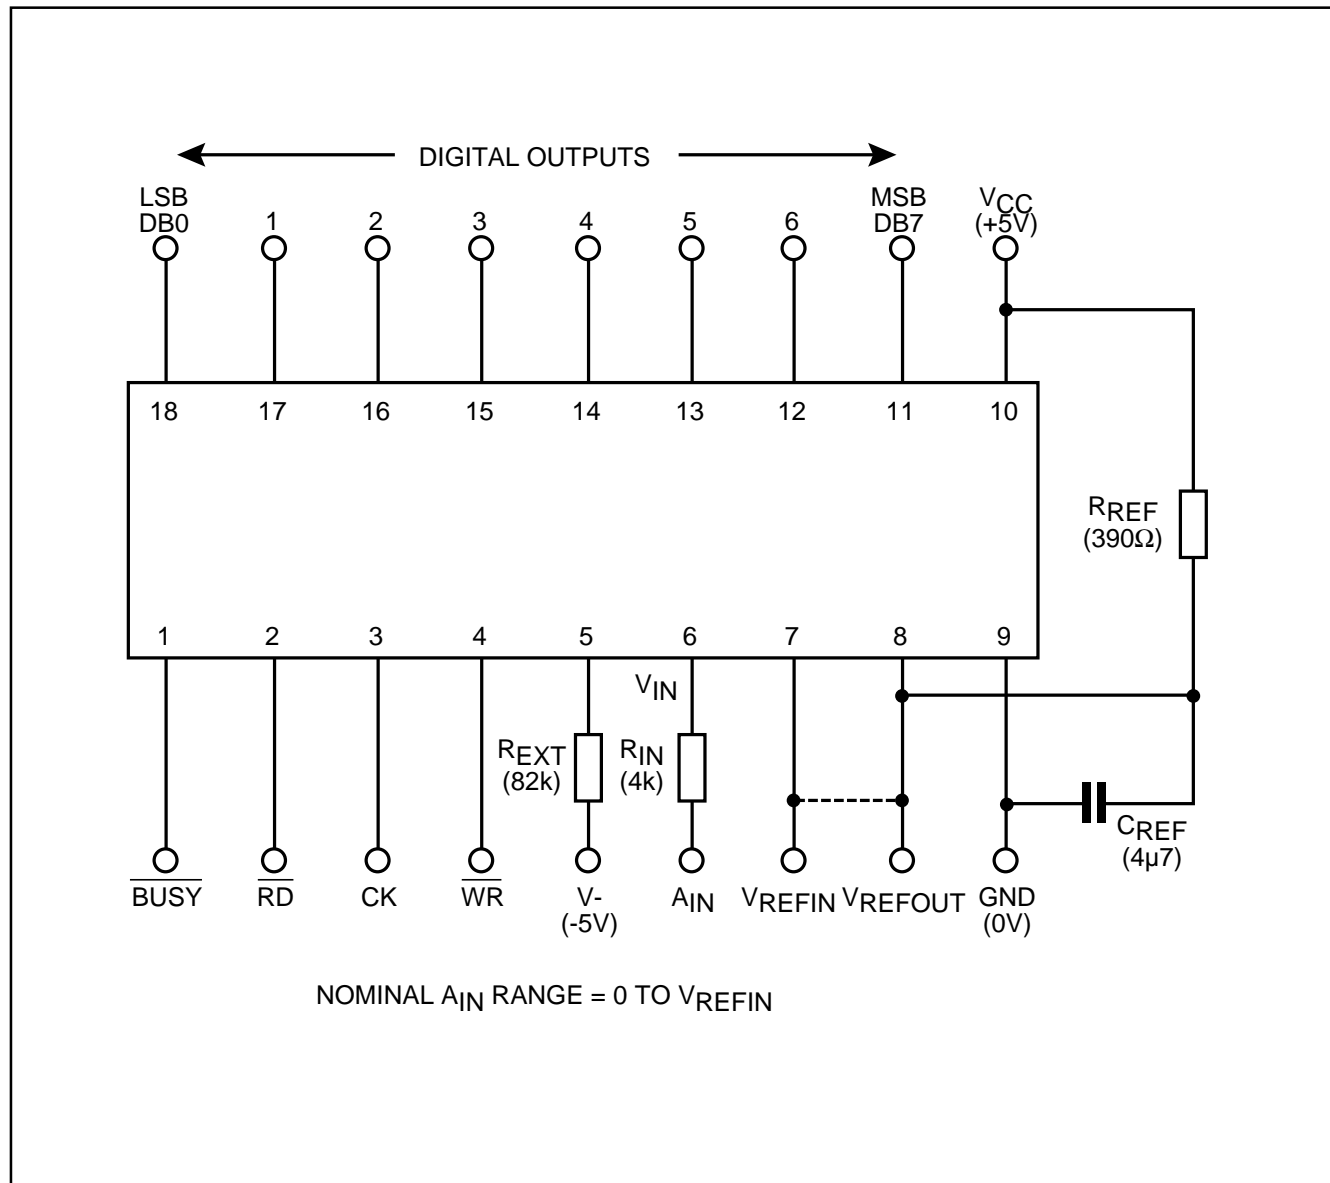 DIGITAL OUTPUTS
LSB
DB0
1
2
3
4
5
6
MSB
DB7
VCC
(+5V)
18
17
16
15
14
13
12
11
10
RREF
(390Ω)
1
2
3
4
5
6
7
8
9
VIN
REXT
(82k)
RIN
(4k)
CREF
(4µ7)
BUSY
RD
CK
WR
V-
(-5V)
AIN
VREFIN
VREFOUT
GND
(0V)
NOMINAL AIN RANGE = 0 TO VREFIN